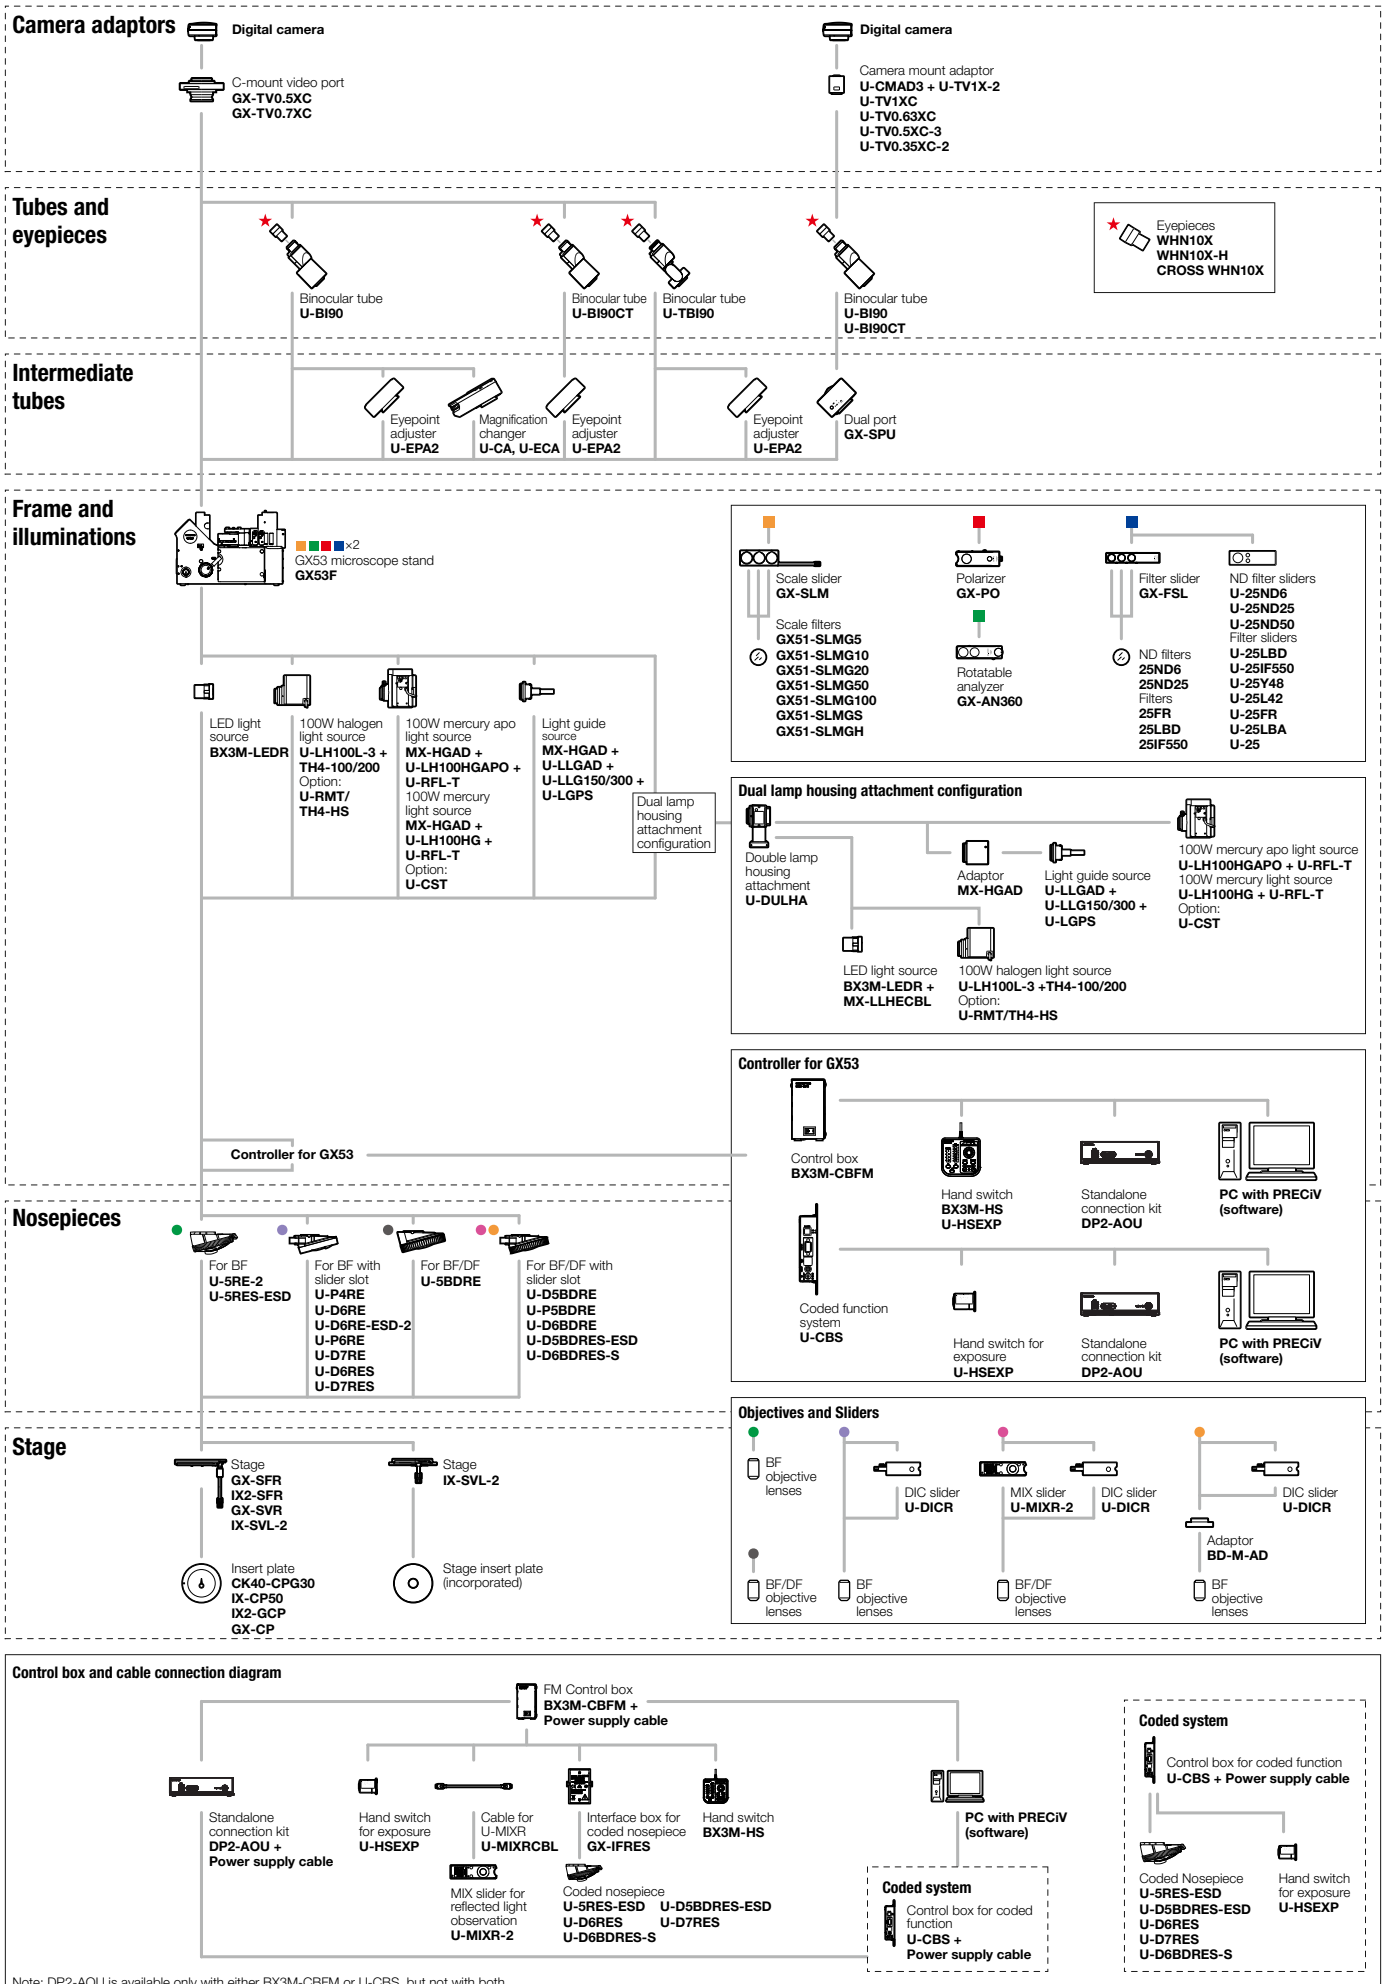 Camera adaptors
Digital camera
C-mount video port
GX-TV0.5XC
GX-TV0.7XC
Digital camera
Camera mount adaptor
U-CMAD3 + U-TV1X-2
U-TV1XC
U-TV0.63XC
U-TV0.5XC-3
U-TV0.35XC-2
Tubes and
eyepieces
Binocular tube
U-BI90
Binocular tube
U-BI90CT
Binocular tube
U-TBI90
Binocular tube
U-BI90
U-BI90CT
Eyepieces
WHN10X
WHN10X-H
CROSS WHN10X
Intermediate
tubes
Eyepoint
adjuster
U-EPA2
Magnification
changer
U-CA, U-ECA
Eyepoint
adjuster
U-EPA2
Eyepoint
adjuster
U-EPA2
Dual port
GX-SPU
Frame and
illuminations
×2
GX53 microscope stand
GX53F
Scale slider
GX-SLM
Scale filters
GX51-SLMG5
GX51-SLMG10
GX51-SLMG20
GX51-SLMG50
GX51-SLMG100
GX51-SLMGS
GX51-SLMGH
Polarizer
GX-PO
Rotatable
analyzer
GX-AN360
Filter slider
GX-FSL
ND filters
25ND6
25ND25
Filters
25FR
25LBD
25IF550
ND filter sliders
U-25ND6
U-25ND25
U-25ND50
Filter sliders
U-25LBD
U-25IF550
U-25Y48
U-25L42
U-25FR
U-25LBA
U-25
LED light
source
BX3M-LEDR
100W halogen
light source
U-LH100L-3 +
TH4-100/200
Option:
U-RMT/
TH4-HS
100W mercury apo
light source
MX-HGAD +
U-LH100HGAPO +
U-RFL-T
100W mercury
light source
MX-HGAD +
U-LH100HG +
U-RFL-T
Option:
U-CST
Light guide
source
MX-HGAD +
U-LLGAD +
U-LLG150/300 +
U-LGPS
Dual lamp
housing
attachment
configuration
Dual lamp housing attachment configuration
Double lamp
housing
attachment
U-DULHA
Adaptor
MX-HGAD
Light guide source
U-LLGAD +
U-LLG150/300 +
U-LGPS
100W mercury apo light source
U-LH100HGAPO + U-RFL-T
100W mercury light source
U-LH100HG + U-RFL-T
Option:
U-CST
LED light source
BX3M-LEDR +
MX-LLHECBL
100W halogen light source
U-LH100L-3 +TH4-100/200
Option:
U-RMT/TH4-HS
Controller for GX53
Controller for GX53
Control box
BX3M-CBFM
Hand switch
BX3M-HS
U-HSEXP
Standalone
connection kit
DP2-AOU
PC with PRECiV
(software)
Coded function
system
U-CBS
Hand switch for
exposure
U-HSEXP
Standalone
connection kit
DP2-AOU
PC with PRECiV
(software)
Nosepieces
For BF
U-5RE-2
U-5RES-ESD
For BF with
slider slot
U-P4RE
U-D6RE
U-D6RE-ESD-2
U-P6RE
U-D7RE
U-D6RES
U-D7RES
For BF/DF
U-5BDRE
For BF/DF with
slider slot
U-D5BDRE
U-P5BDRE
U-D6BDRE
U-D5BDRES-ESD
U-D6BDRES-S
Stage
Stage
GX-SFR
IX2-SFR
GX-SVR
IX-SVL-2
Stage
IX-SVL-2
Insert plate
CK40-CPG30
IX-CP50
IX2-GCP
GX-CP
Stage insert plate
(incorporated)
Objectives and Sliders
BF
objective
lenses
DIC slider
U-DICR
MIX slider
U-MIXR-2
DIC slider
U-DICR
DIC slider
U-DICR
Adaptor
BD-M-AD
BF/DF
objective
lenses
BF
objective
lenses
BF/DF
objective
lenses
BF
objective
lenses
Control box and cable connection diagram
FM Control box
BX3M-CBFM +
Power supply cable
Standalone
connection kit
DP2-AOU +
Power supply cable
Hand switch
for exposure
U-HSEXP
Cable for
U-MIXR
U-MIXRCBL
Interface box for
coded nosepiece
GX-IFRES
Hand switch
BX3M-HS
PC with PRECiV
(software)
MIX slider for
reflected light
observation
U-MIXR-2
Coded nosepiece
U-5RES-ESD U-D5BDRES-ESD
U-D6RES U-D7RES
U-D6BDRES-S
Coded system
Control box for coded
function
U-CBS +
Power supply cable
Coded system
Control box for coded function
U-CBS + Power supply cable
Coded Nosepiece
U-5RES-ESD
U-D5BDRES-ESD
U-D6RES
U-D7RES
U-D6BDRES-S
Hand switch
for exposure
U-HSEXP
Note: DP2-AOU is available only with either BX3M-CBFM or U-CBS, but not with both.